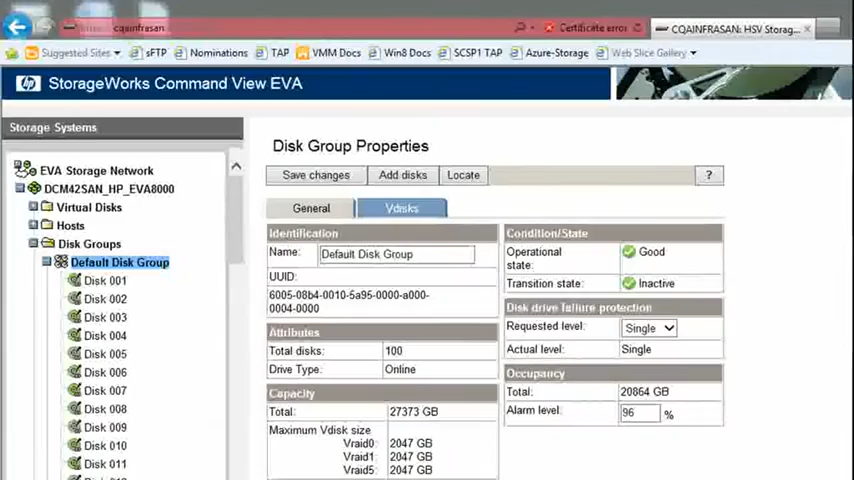 cqainfrasan
Certificate error
CQAINFRASAN: HSV Storag...
Suggested Sites
sFTP
Nominations
TAP
VMM Docs
Win8 Docs
SCSP1 TAP
Azure-Storage
Web Slice Gallery
hp
StorageWorks Command View EVA
Storage Systems
EVA Storage Network
DCM42SAN_HP_EVA8000
Virtual Disks
Hosts
Disk Groups
Default Disk Group
Disk 001
Disk 002
Disk 003
Disk 004
Disk 005
Disk 006
Disk 007
Disk 008
Disk 009
Disk 010
Disk 011
Disk Group Properties
Save changes
Add disks
Locate
?
General
Vdisks
Identification
Name: Default Disk Group
UUID:
6005-08b4-0010-5a95-0000-a000-
0004-0000
Attributes
Total disks: 100
Drive Type: Online
Capacity
Total: 27373 GB
Maximum Vdisk size
Vraid0: 2047 GB
Vraid1: 2047 GB
Vraid5: 2047 GB
Condition/State
Operational Good
state:
Transition state: Inactive
Disk drive failure protection
Requested level: Single
Actual level: Single
Occupancy
Total: 20864 GB
Alarm level: 96 %